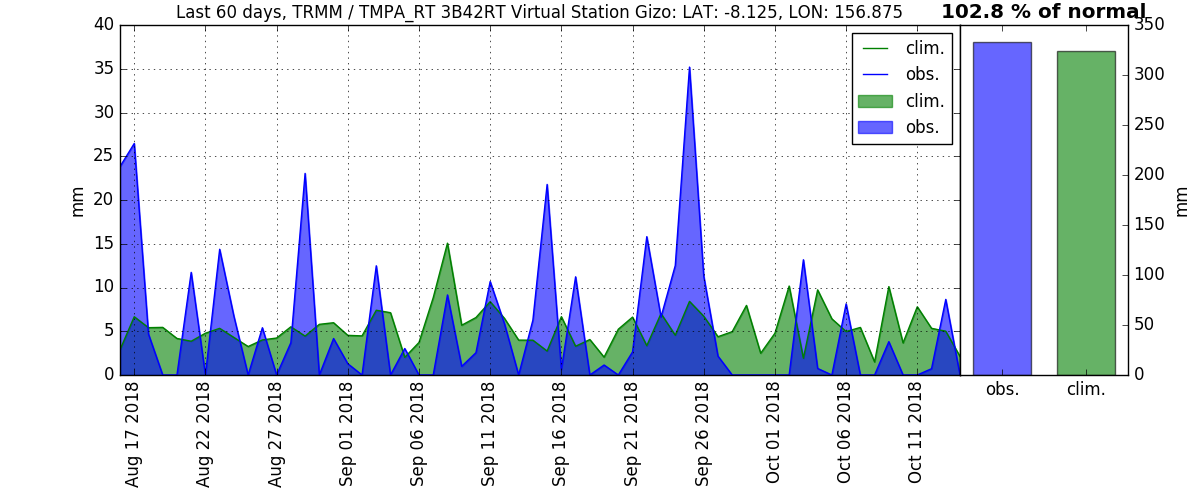 Last 60 days, TRMM / TMPA_RT 3B42RT Virtual Station Gizo: LAT: -8.125, LON: 156.875
102.8 % of normal
40
35
30
25
20
15
10
5
0
mm
clim.
obs.
clim.
obs.
350
300
250
200
150
100
50
0
mm
Aug 17 2018
Aug 22 2018
Aug 27 2018
Sep 01 2018
Sep 06 2018
Sep 11 2018
Sep 16 2018
Sep 21 2018
Sep 26 2018
Oct 01 2018
Oct 06 2018
Oct 11 2018
obs.
clim.